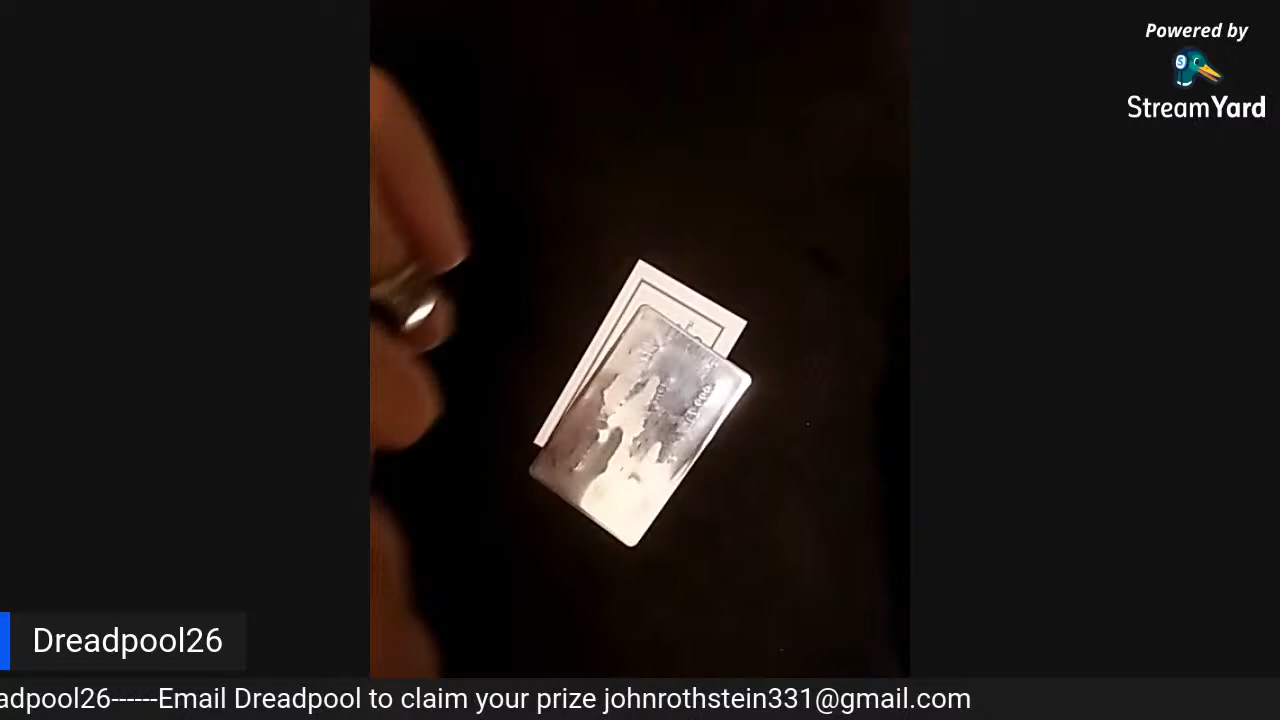 Powered by
StreamYard
Dreadpool26
adpool26------Email Dreadpool to claim your prize johnrothstein331@gmail.com